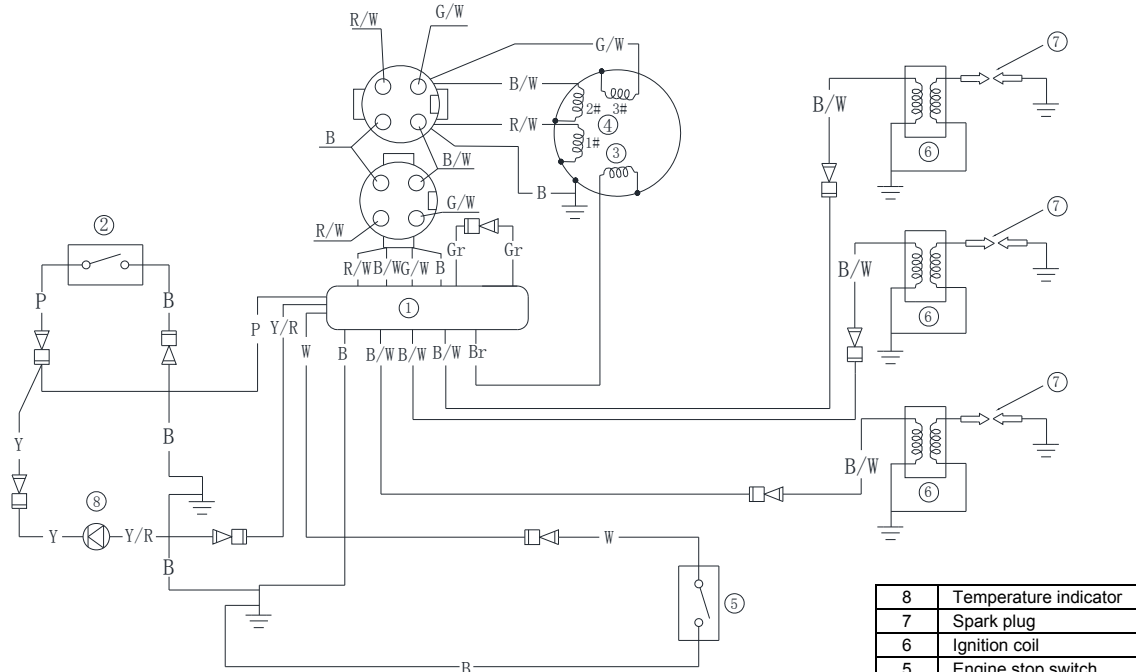 R/W
G/W
G/W
⑦
B/W
2#
3#
B/W
④
R/W
1#
⑥
B
③
B/W
B
G/W
⑦
②
R/W
Gr
Gr
B/W
R/W
B/W
G/W
B
P
B
①
⑥
P
Y/R
W
B
B/W
B/W
B/W
Br
⑦
B
Y
B/W
⑧
⑥
Y
Y/R
W
B
⑤
B
8 Temperature indicator
7 Spark plug
6 Ignition coil
5 Engine stop switch